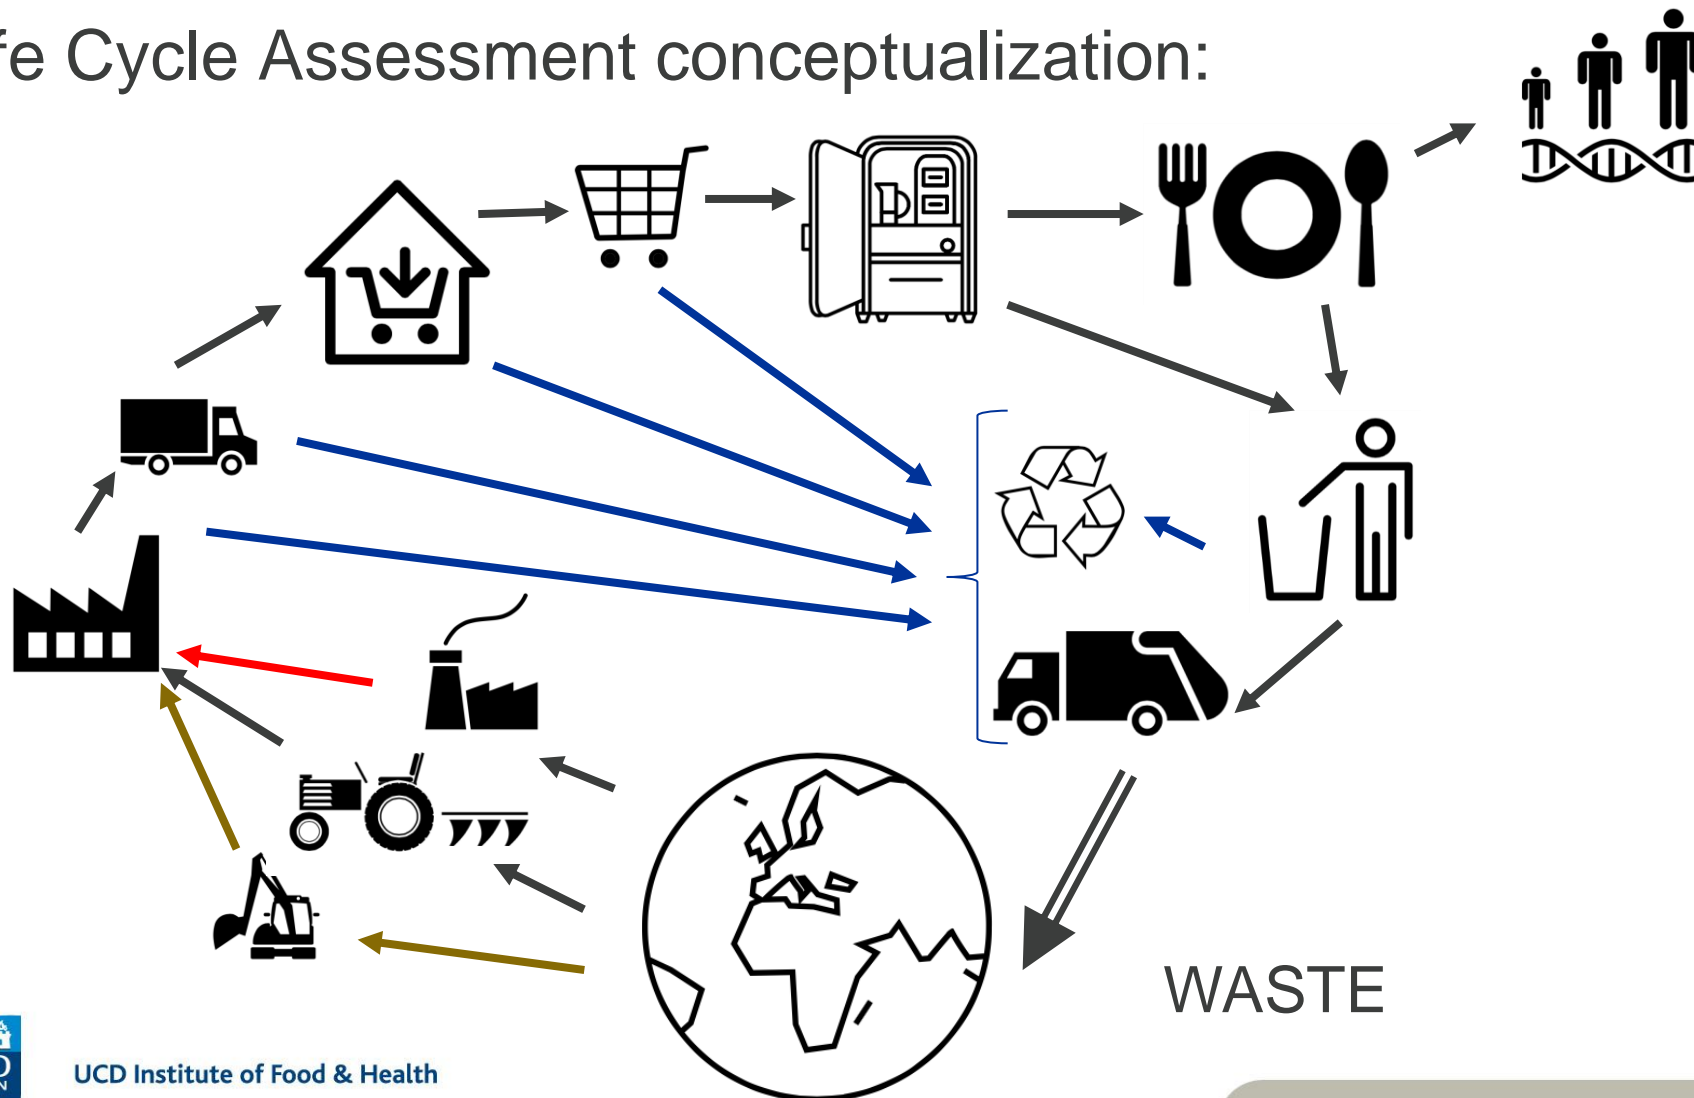 fe Cycle Assessment conceptualization:
WASTE
UCD Institute of Food & Health